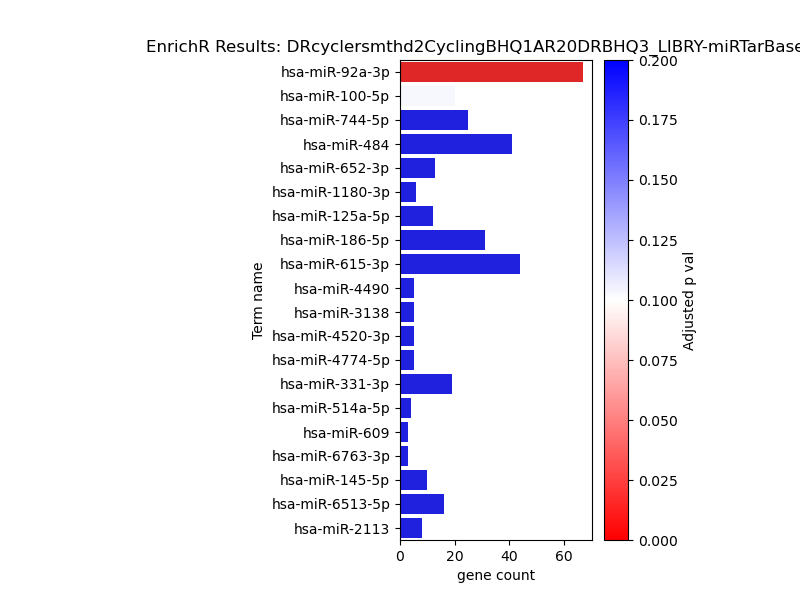 EnrichR Results: DRcyclersmthd2CyclingBHQ1AR20DRBHQ3_LIBRY-miRTarBase
hsa-miR-92a-3p
hsa-miR-100-5p
hsa-miR-744-5p
hsa-miR-484
hsa-miR-652-3p
hsa-miR-1180-3p
hsa-miR-125a-5p
hsa-miR-186-5p
hsa-miR-615-3p
hsa-miR-4490
hsa-miR-3138
hsa-miR-4520-3p
hsa-miR-4774-5p
hsa-miR-331-3p
hsa-miR-514a-5p
hsa-miR-609
hsa-miR-6763-3p
hsa-miR-145-5p
hsa-miR-6513-5p
hsa-miR-2113
Term name
0 20 40 60
gene count
0.200
0.175
0.150
0.125
0.100
0.075
0.050
0.025
0.000
Adjusted p val